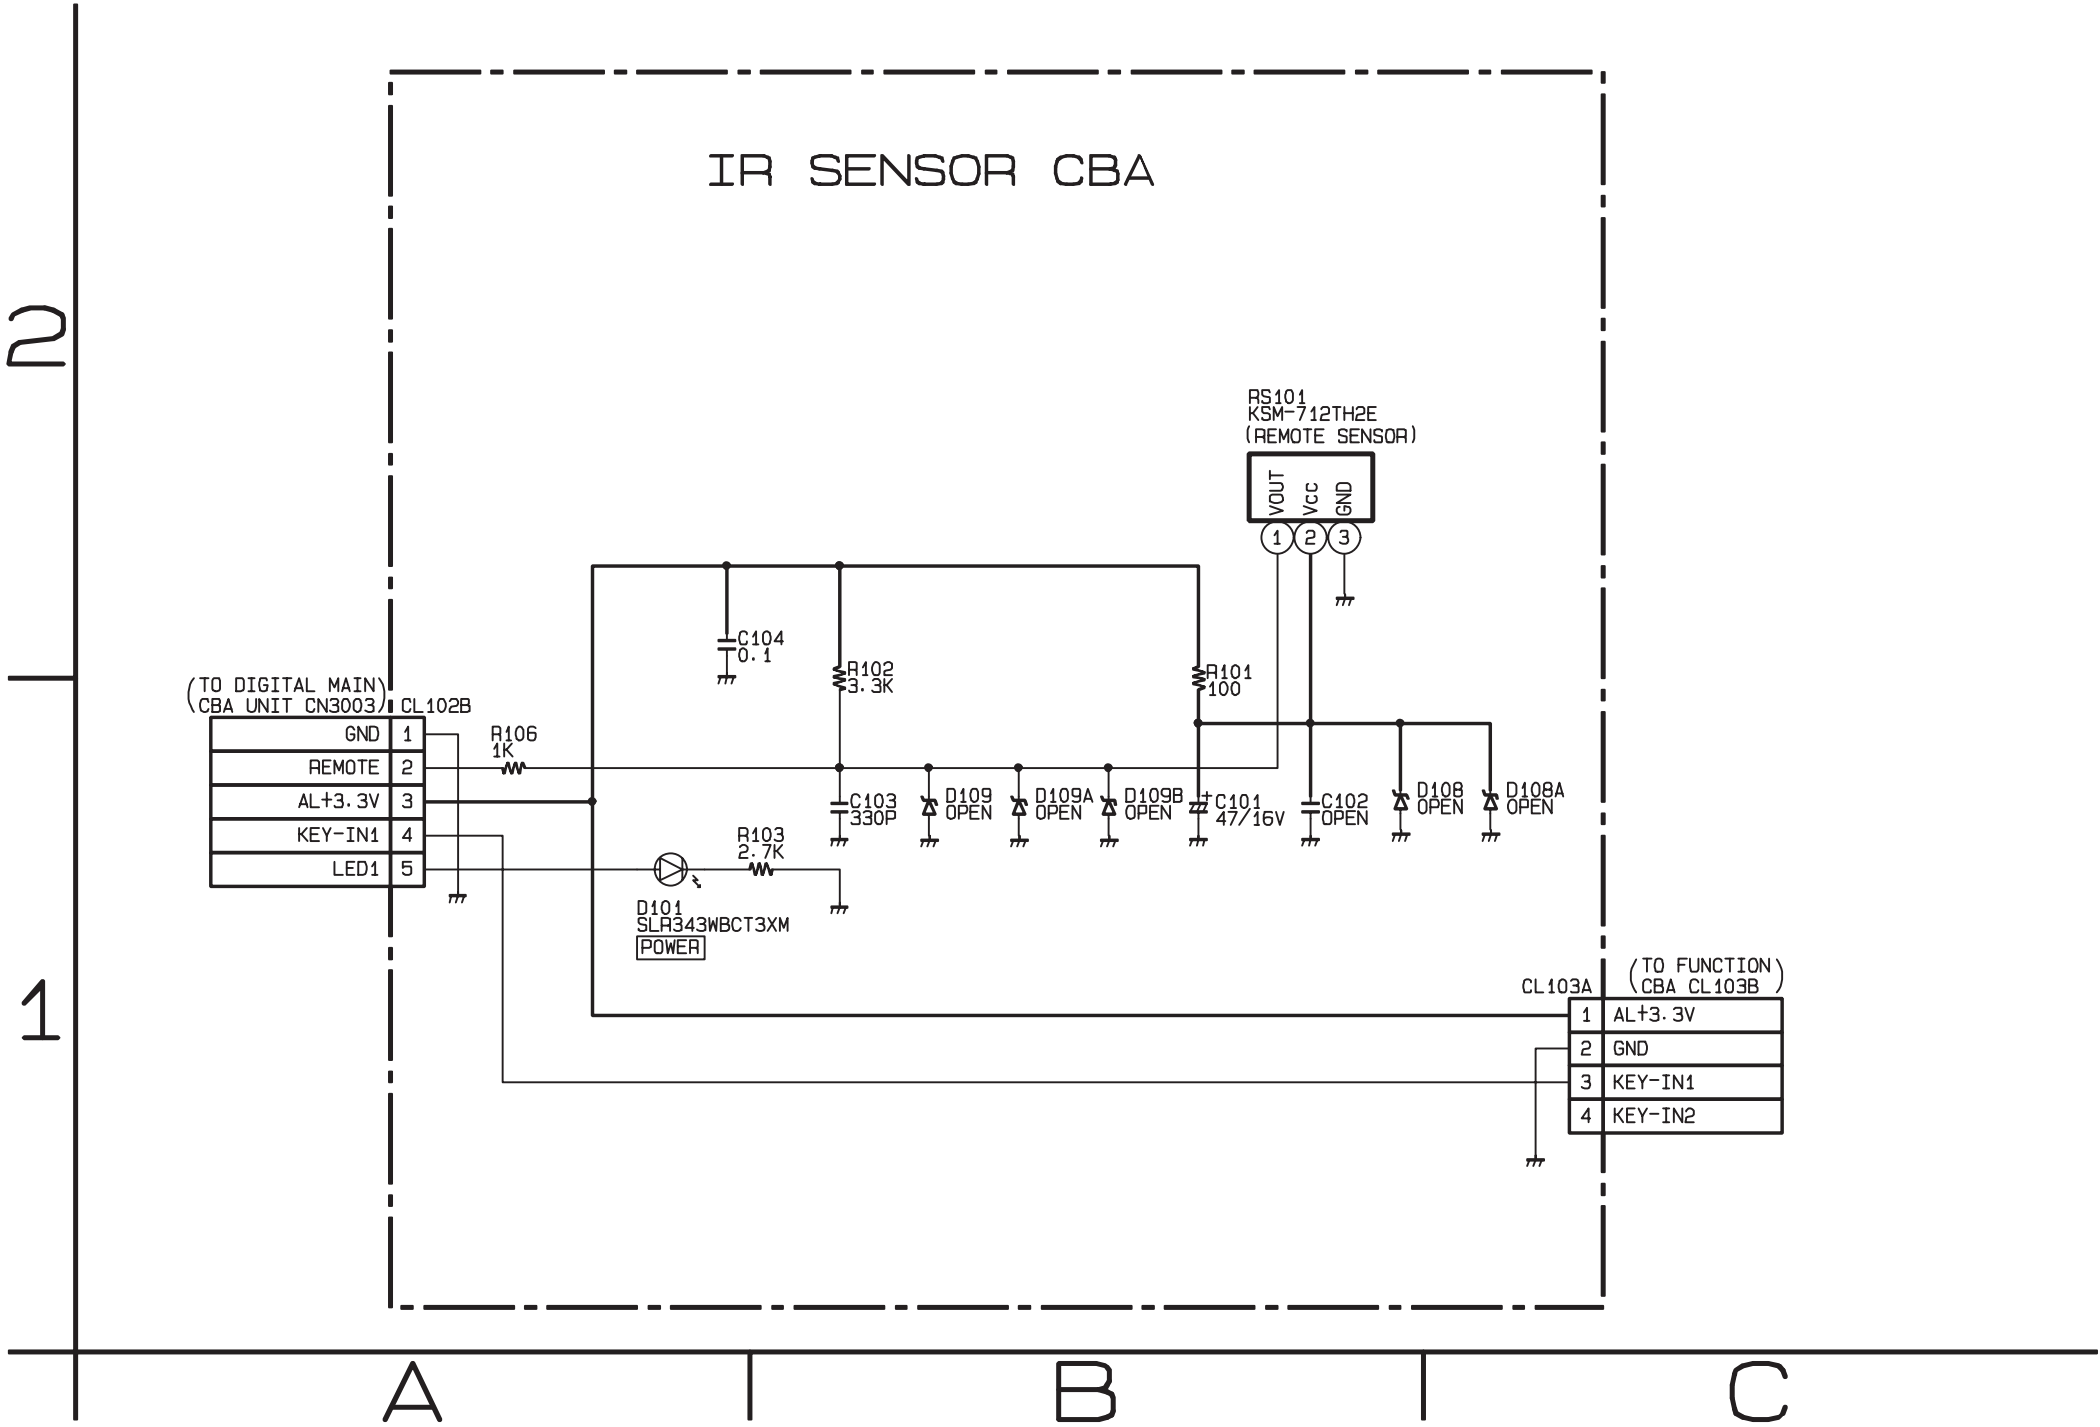 IR SENSOR CBA
2
RS101
KSM-712TH2E
(REMOTE SENSOR)
VOUT
VCC
GND
1
2
3
C104
0.1
R102
3.3K
R101
100
(TO DIGITAL MAIN
CBA UNIT CN3003)
CL102B
GND 1
REMOTE 2
AL+3.3V 3
KEY-IN1 4
LED1 5
R106
1K
C103
330P
D109
OPEN
D109A
OPEN
D109B
OPEN
+
C101
47/16V
C102
OPEN
D108
OPEN
D108A
OPEN
R103
2.7K
D101
SLR343WBCT3XM
POWER
1
(TO FUNCTION
CBA CL103B)
CL103A
1 AL+3.3V
2 GND
3 KEY-IN1
4 KEY-IN2
A
B
C